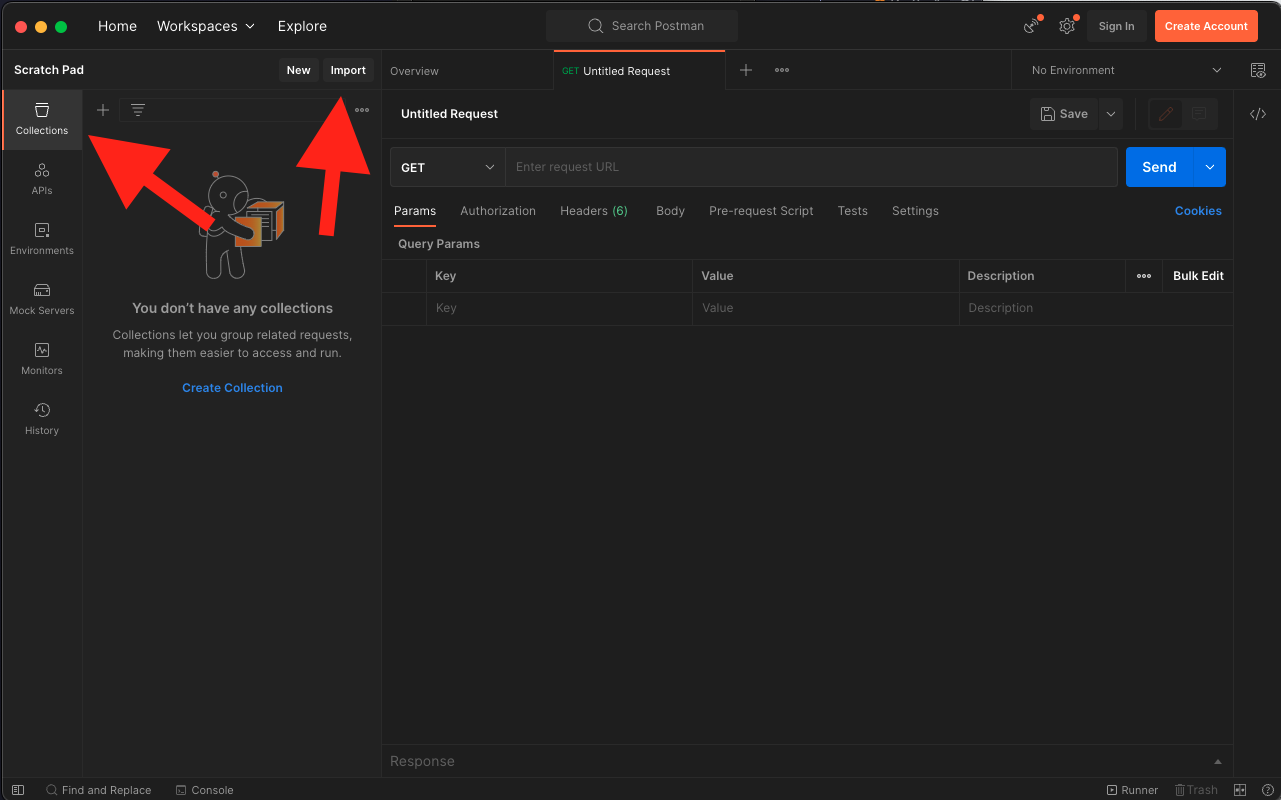 Home Workspaces Explore Search Postman Sign In Create Account
Scratch Pad New Import Overview GET Untitled Request No Environment
Collections
Untitled Request Save
APIs
GET Enter request URL Send
Params Authorization Headers (6) Body Pre-request Script Tests Settings Cookies
Environments
Query Params
Key Value Description Bulk Edit
Key Value Description
Mock Servers
You don’t have any collections
Collections let you group related requests,
making them easier to access and run.
Monitors
Create Collection
History
Response
Find and Replace Console Runner Trash